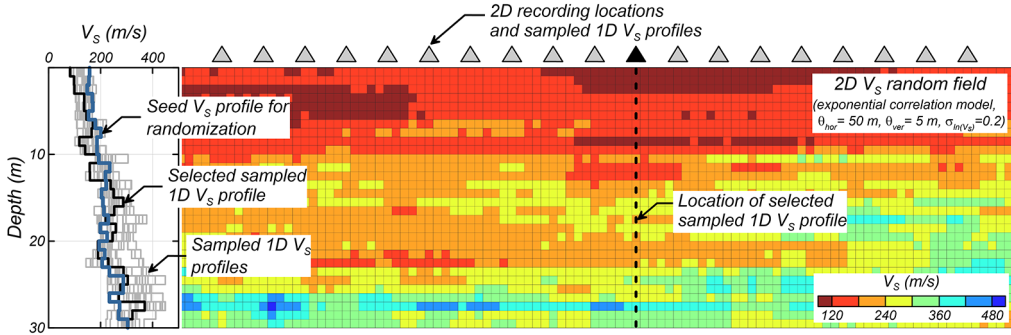 2D recording locations
and sampled 1D V_S profiles
V_S (m/s)
0 200 400
0
10
20
30
Depth (m)
Seed V_S profile for
randomization
Selected sampled
1D V_S profile
Sampled 1D V_S
profiles
2D V_S random field
(exponential correlation model,
θ_hor= 50 m, θ_ver= 5 m, σ_ln(Vs)=0.2)
Location of selected
sampled 1D V_S profile
V_S (m/s)
120 240 360 480